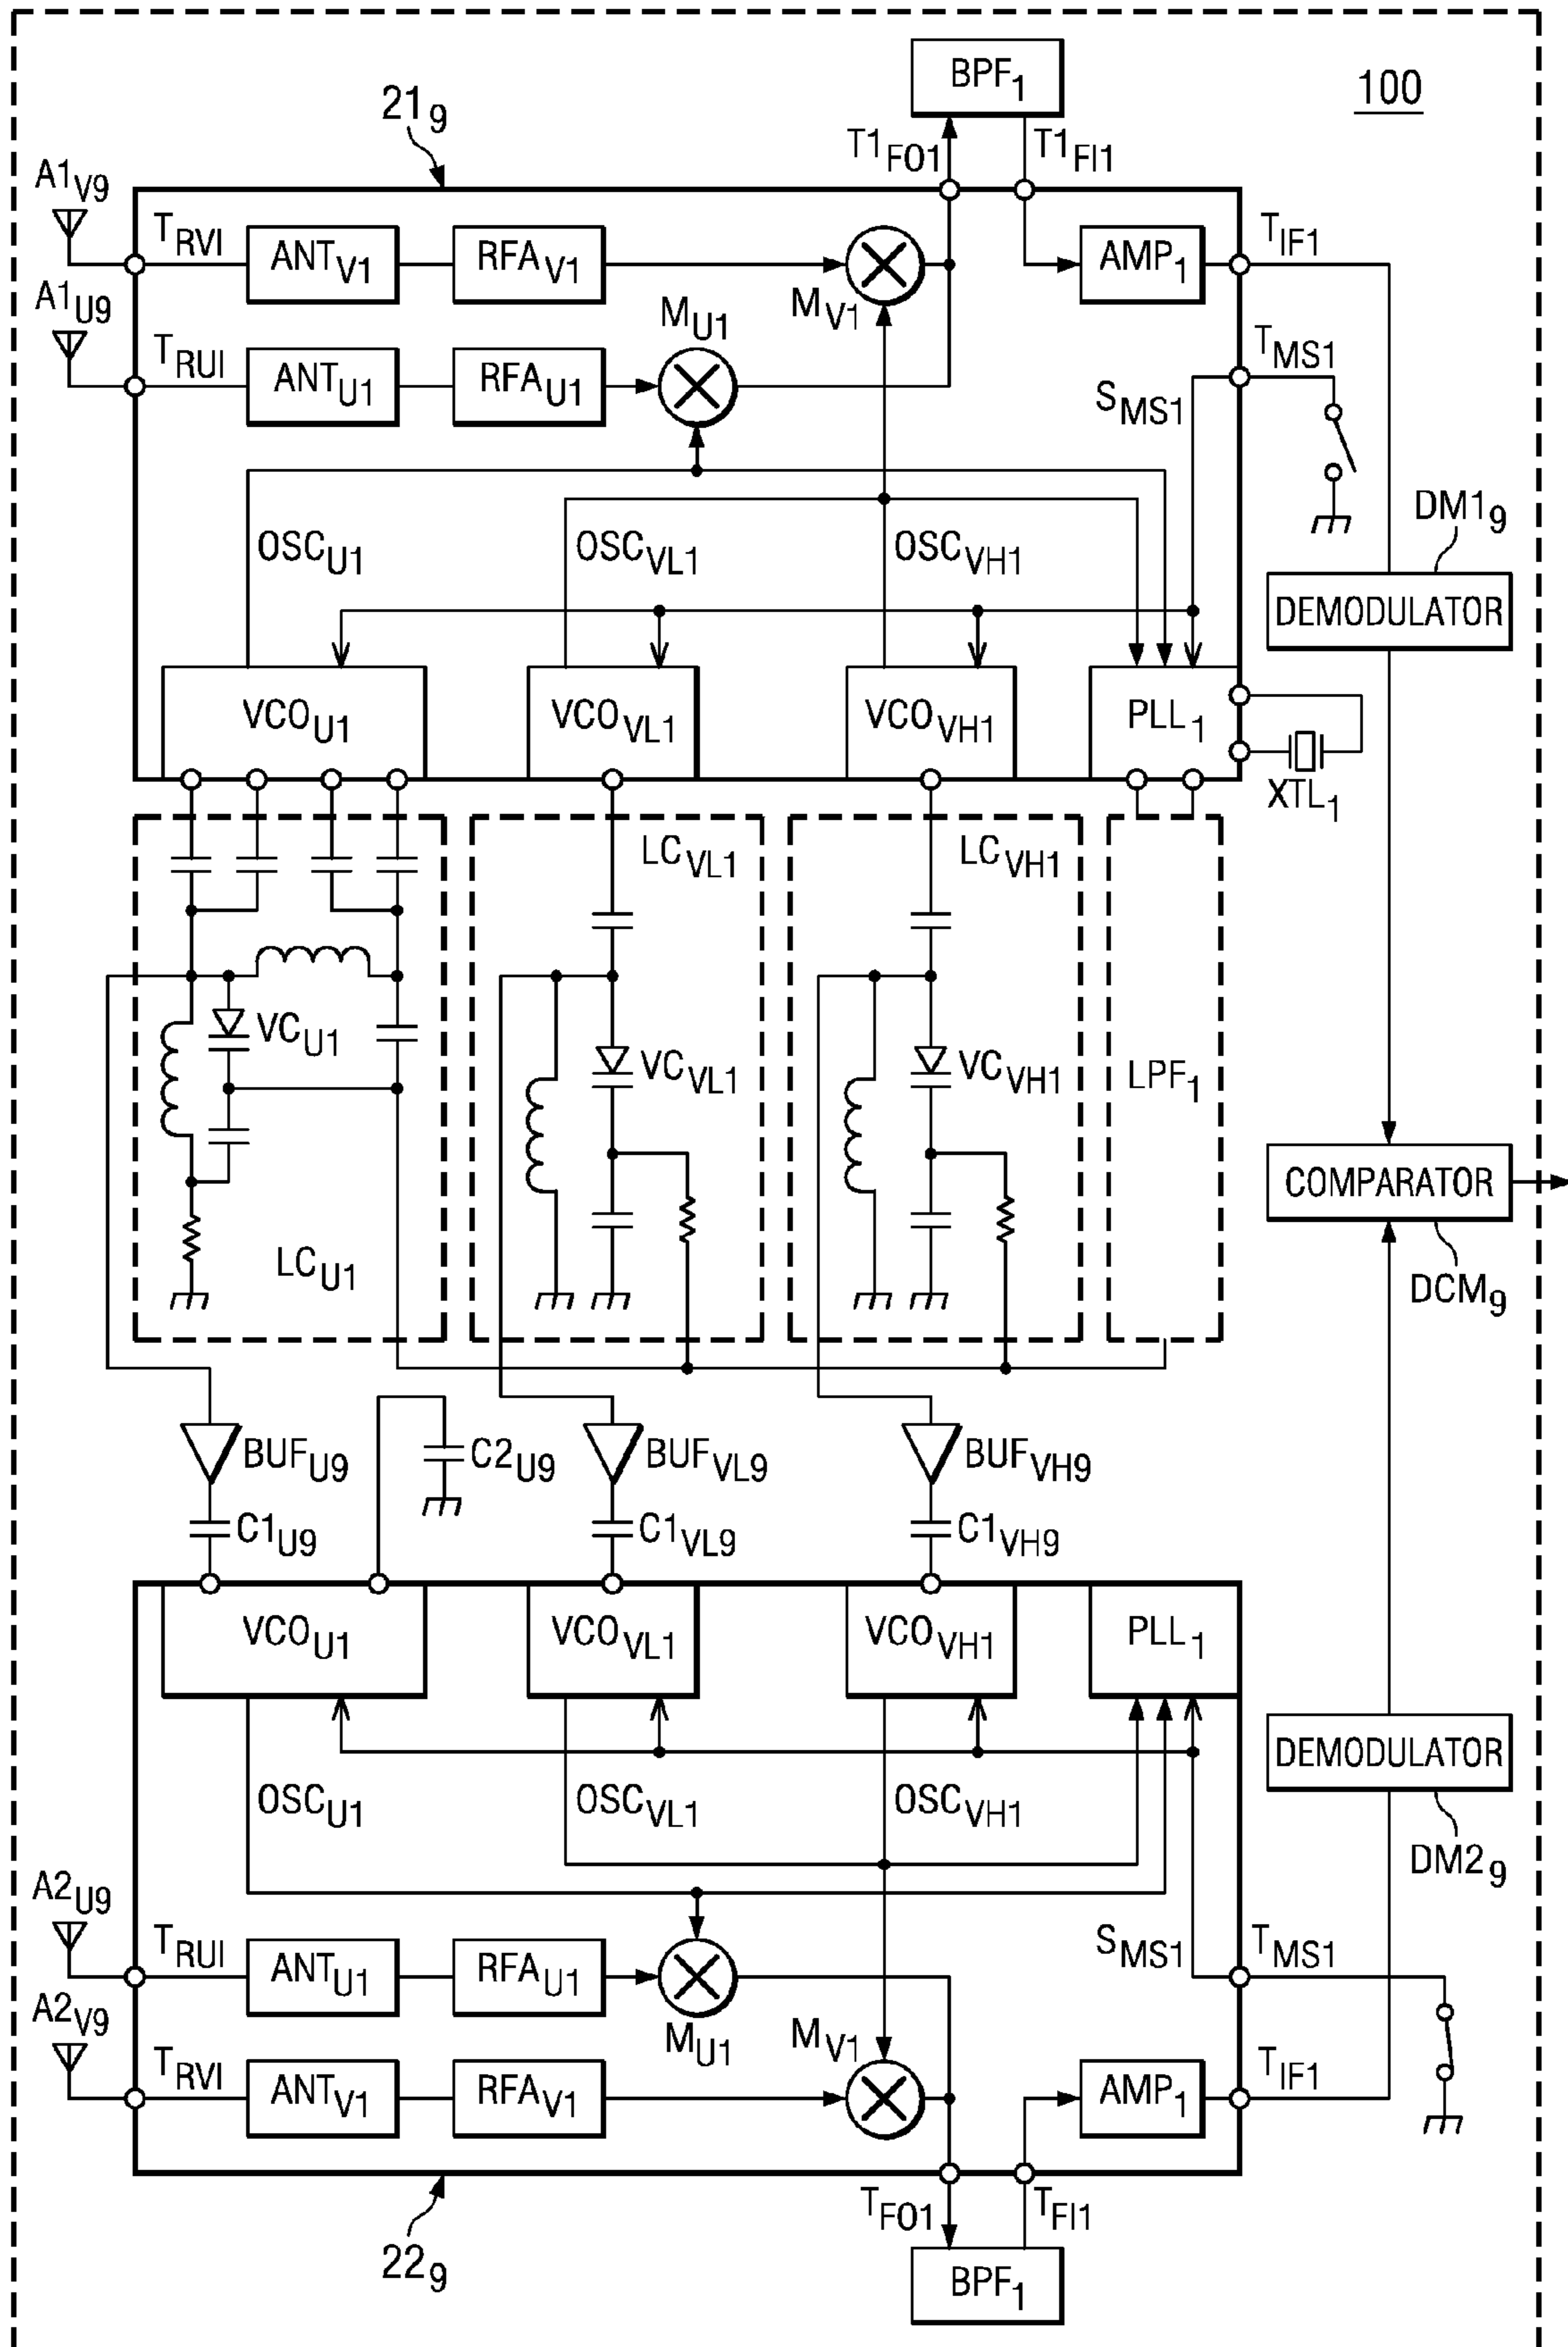 BPF1
100
219
T1FO1
T1FI1
A1V9
TRVI
ANTV1
RFAV1
MV1
AMP1
TIF1
A1U9
TRUI
ANTU1
RFAU1
MU1
TMS1
SMS1
OSCU1
OSCVL1
OSCVH1
DM19
DEMODULATOR
VCOU1
VCOVL1
VCOVH1
PLL1
XTL1
LCVL1
LCVH1
VCU1
VCVL1
VCVH1
LPF1
COMPARATOR
LCU1
DCM9
BUFU9
C2U9
BUFVL9
BUFVH9
C1U9
C1VL9
C1VH9
VCOU1
VCOVL1
VCOVH1
PLL1
DEMODULATOR
OSCU1
OSCVL1
OSCVH1
DM29
A2U9
TRUI
ANTU1
RFAU1
MU1
SMS1
TMS1
A2V9
TRVI
ANTV1
RFAV1
MV1
AMP1
TIF1
TFO1
TFI1
229
BPF1